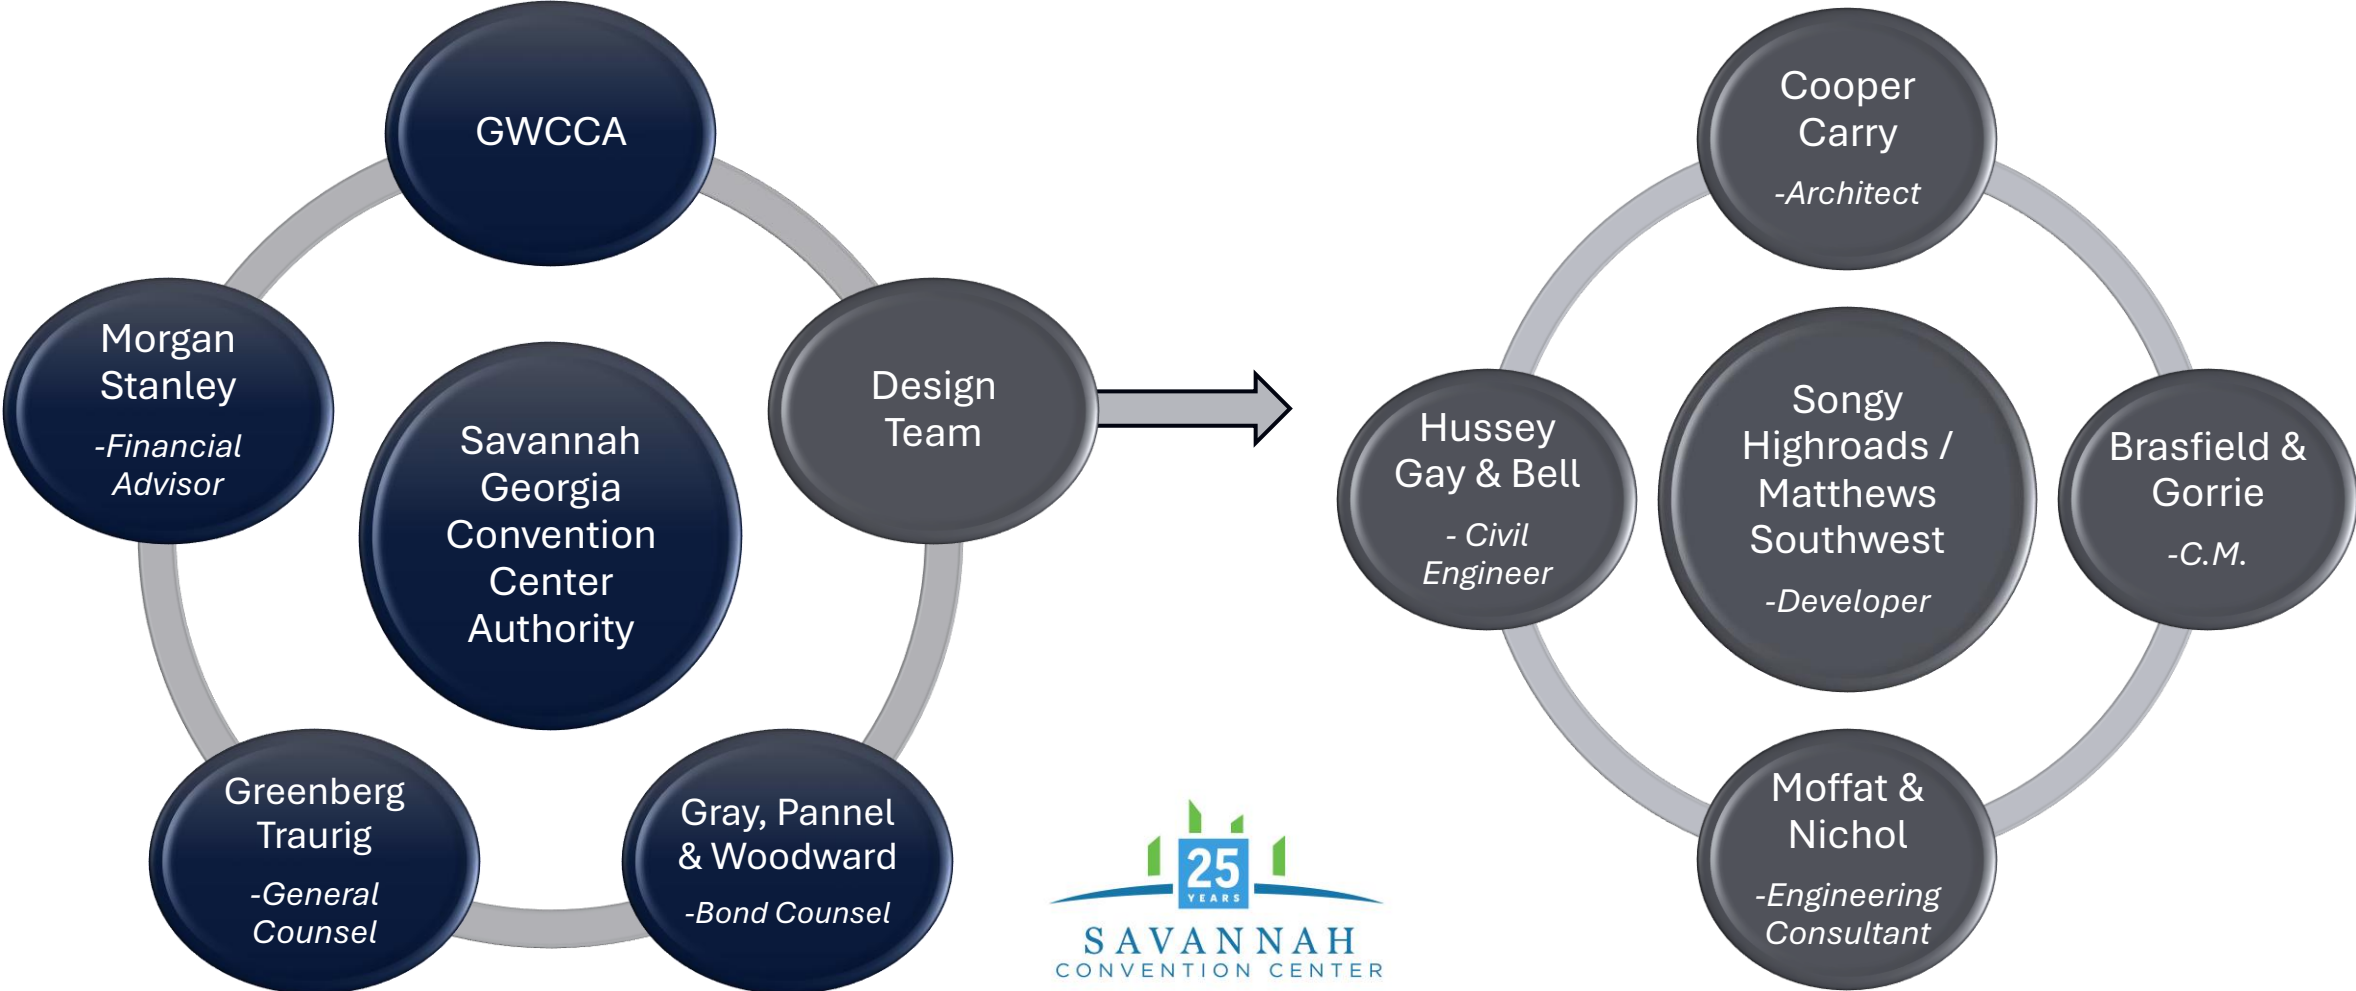 GWCCA
Morgan
Stanley
-Financial
Advisor
Savannah
Georgia
Convention
Center
Authority
Design
Team
Greenberg
Traurig
-General
Counsel
Gray, Pannel
& Woodward
-Bond Counsel
25
YEARS
SAVANNAH
CONVENTION CENTER
Cooper
Carry
-Architect
Hussey
Gay & Bell
- Civil
Engineer
Songy
Highroads /
Matthews
Southwest
-Developer
Brasfield &
Gorrie
-C.M.
Moffat &
Nichol
-Engineering
Consultant